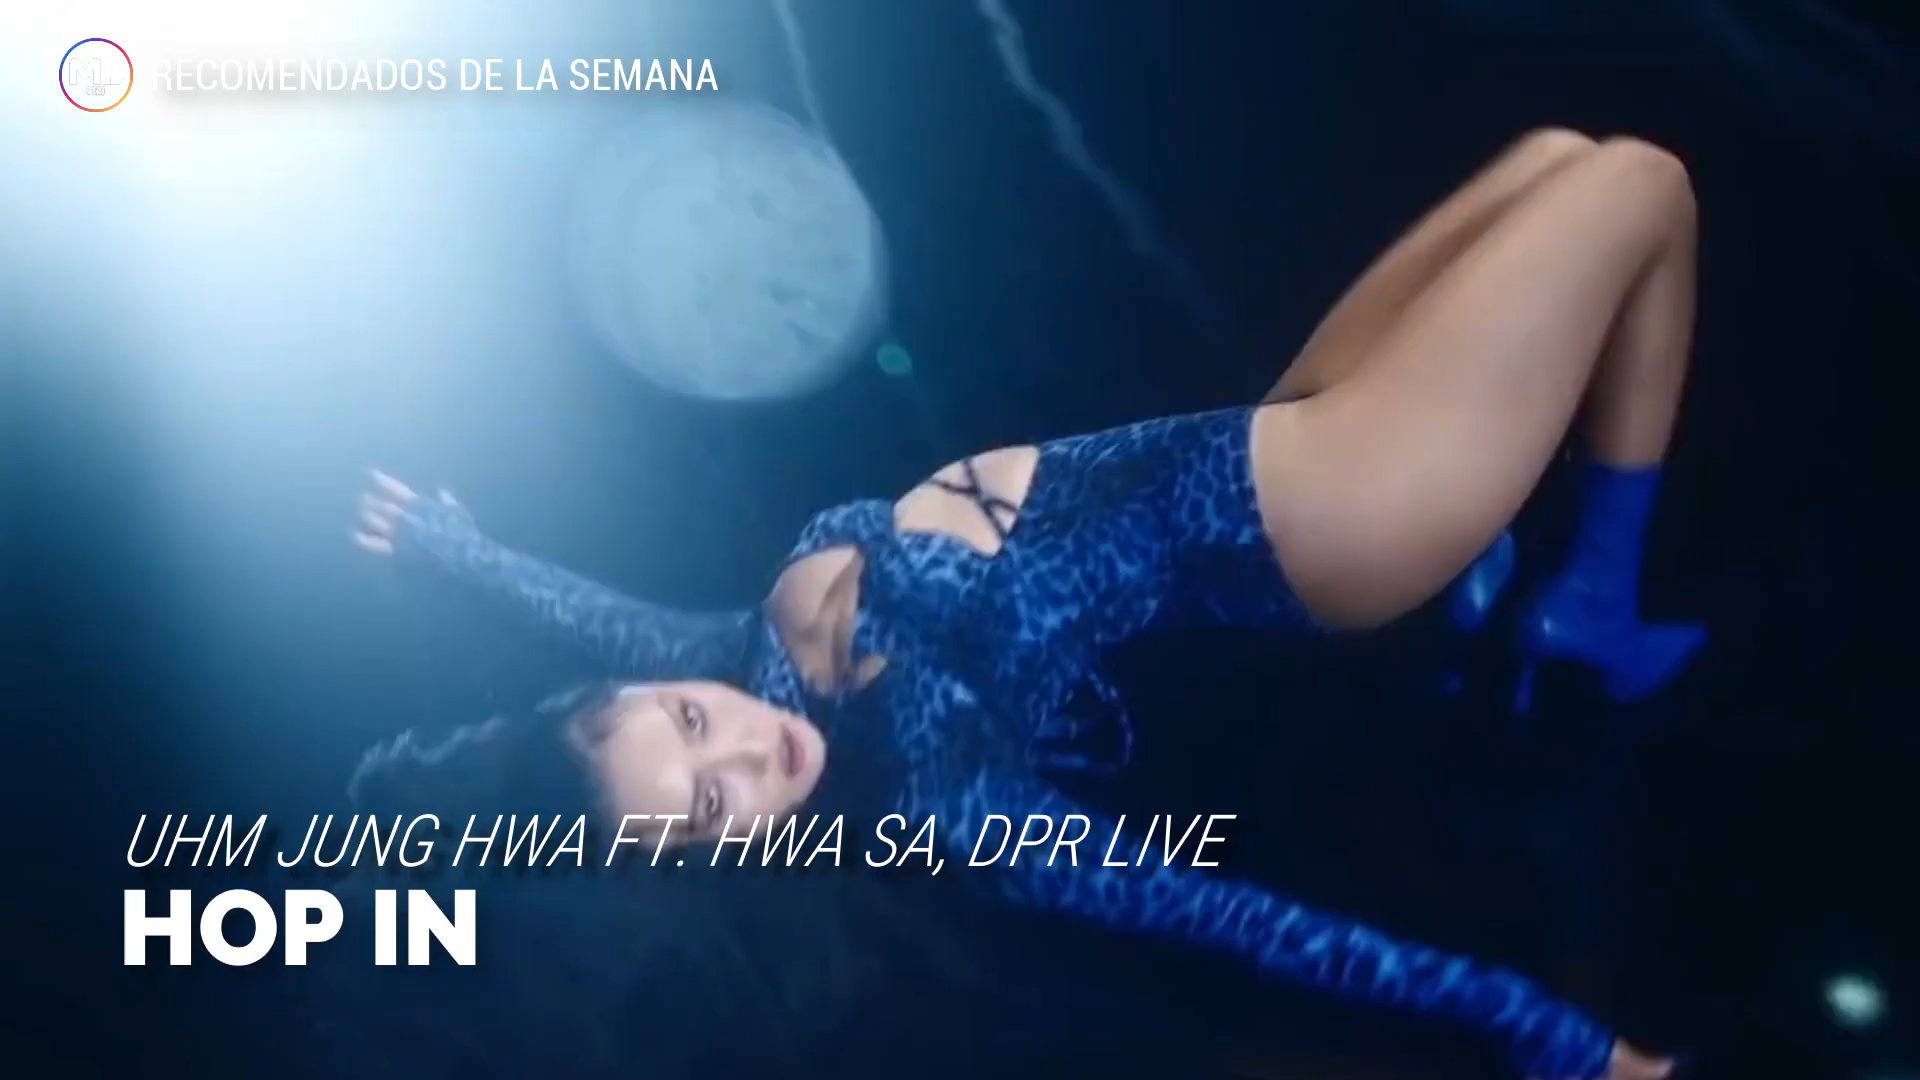 RECOMENDADOS DE LA SEMANA
UHM JUNG HWA FT. HWA SA, DPR LIVE
HOP IN